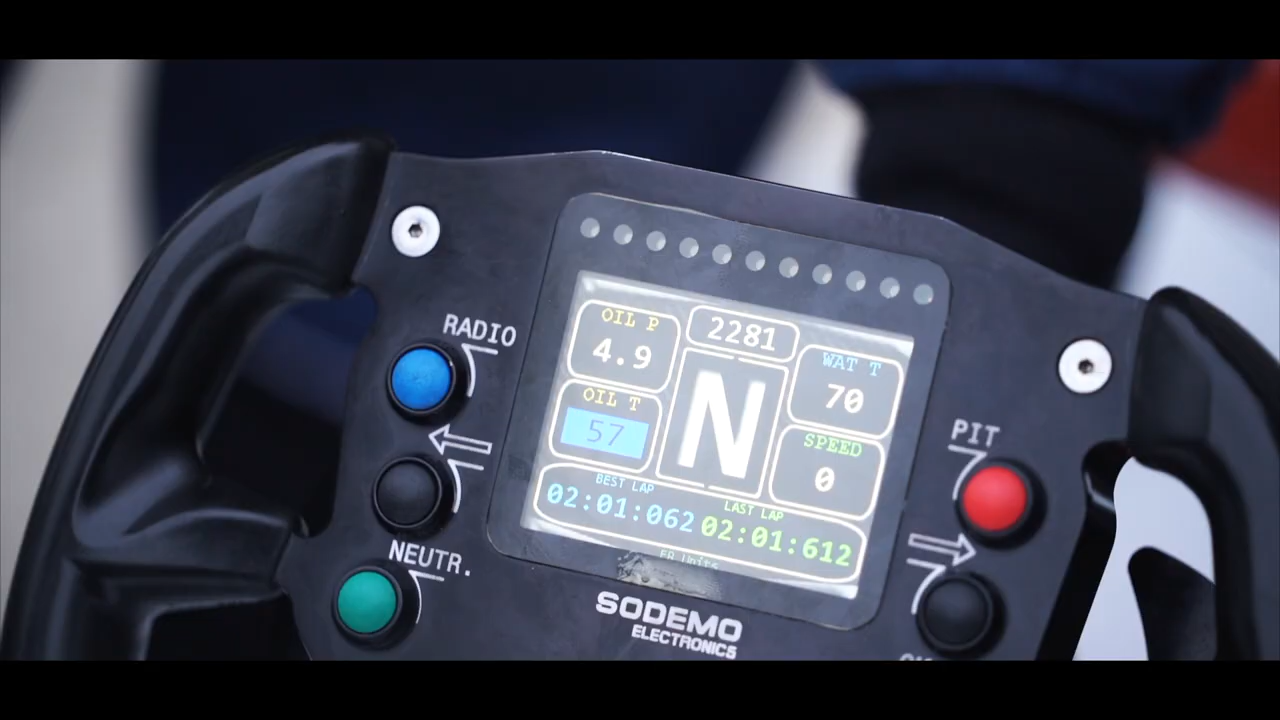 RADIO
NEUTR.
OIL P
4.9
2281
WAT T
70
OIL T
57
N
SPEED
0
BEST LAP
02:01:062
LAST LAP
02:01:612
SODEMO
ELECTRONICS
PIT